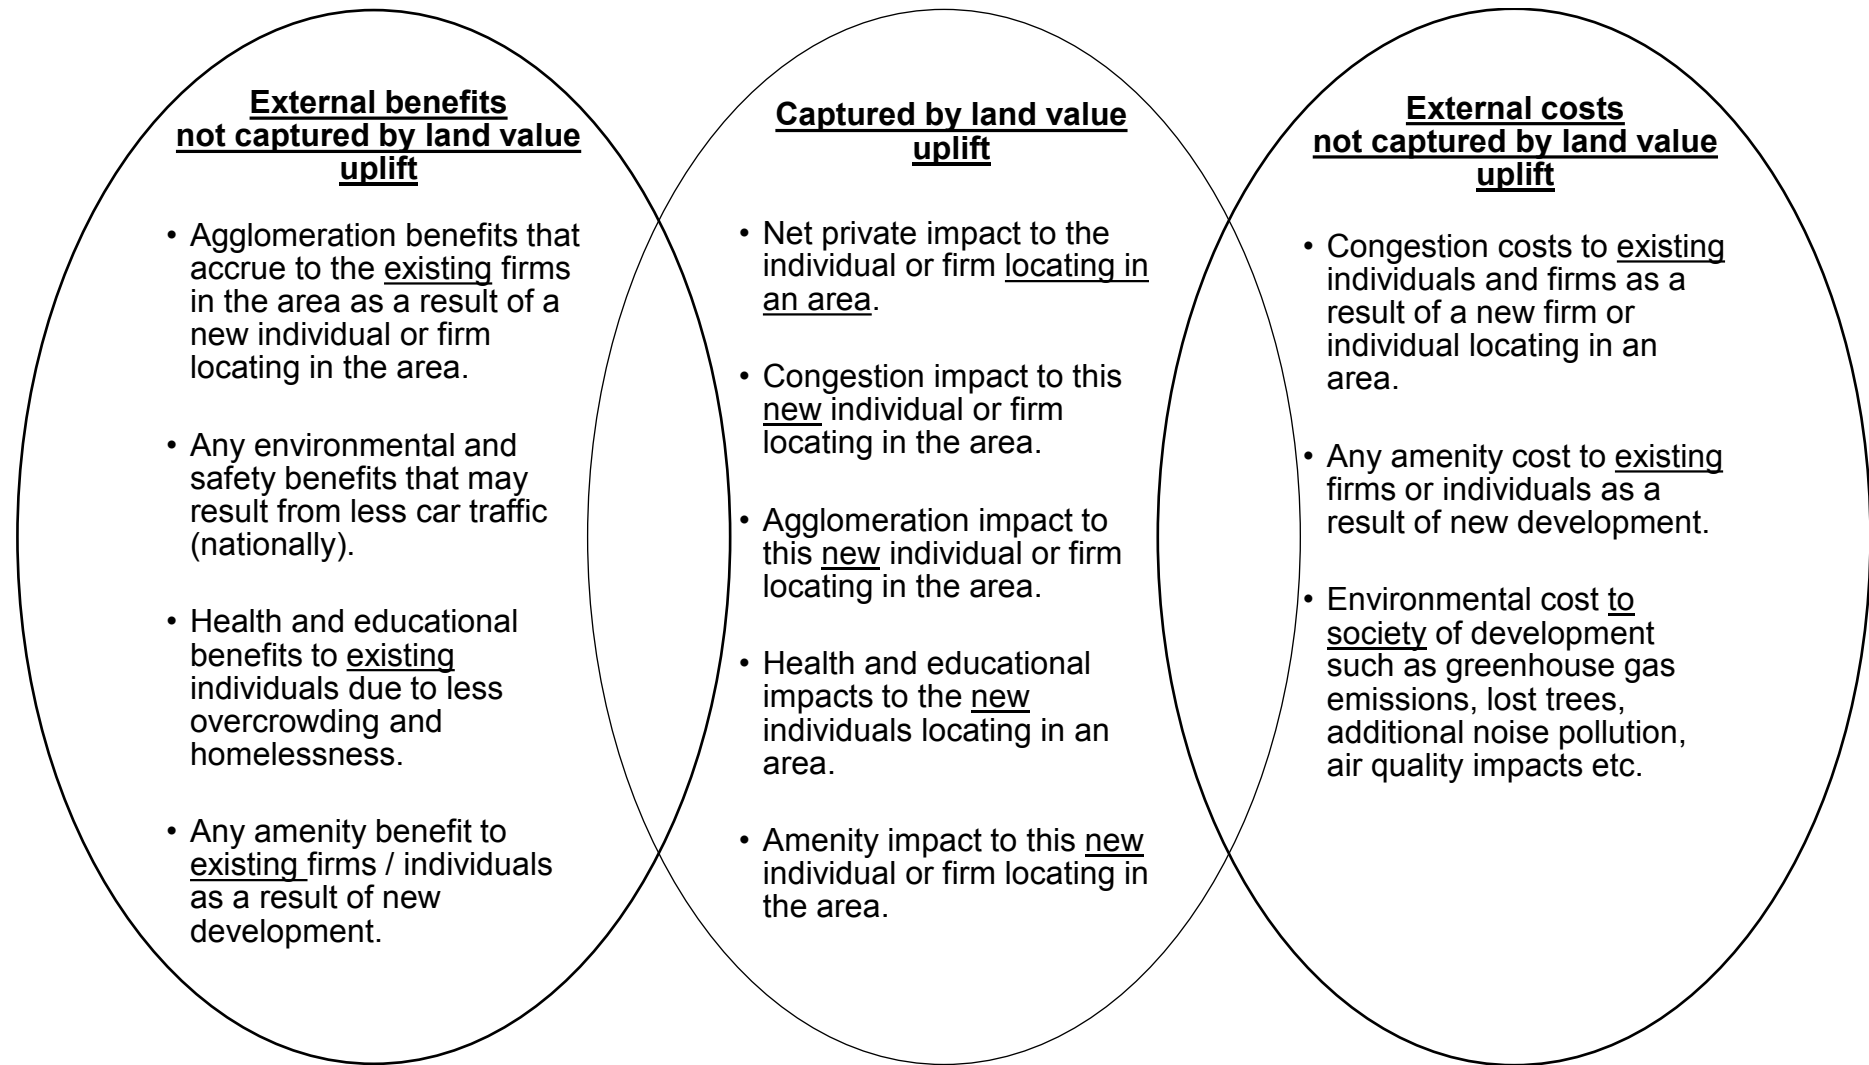 External benefits
not captured by land value
uplift
• Agglomeration benefits that
accrue to the existing firms
in the area as a result of a
new individual or firm
locating in the area.
• Any environmental and
safety benefits that may
result from less car traffic
(nationally).
• Health and educational
benefits to existing
individuals due to less
overcrowding and
homelessness.
• Any amenity benefit to
existing firms / individuals
as a result of new
development.
Captured by land value
uplift
• Net private impact to the
individual or firm locating in
an area.
• Congestion impact to this
new individual or firm
locating in the area.
• Agglomeration impact to
this new individual or firm
locating in the area.
• Health and educational
impacts to the new
individuals locating in an
area.
• Amenity impact to this new
individual or firm locating in
the area.
External costs
not captured by land value
uplift
• Congestion costs to existing
individuals and firms as a
result of a new firm or
individual locating in an
area.
• Any amenity cost to existing
firms or individuals as a
result of new development.
• Environmental cost to
society of development
such as greenhouse gas
emissions, lost trees,
additional noise pollution,
air quality impacts etc.